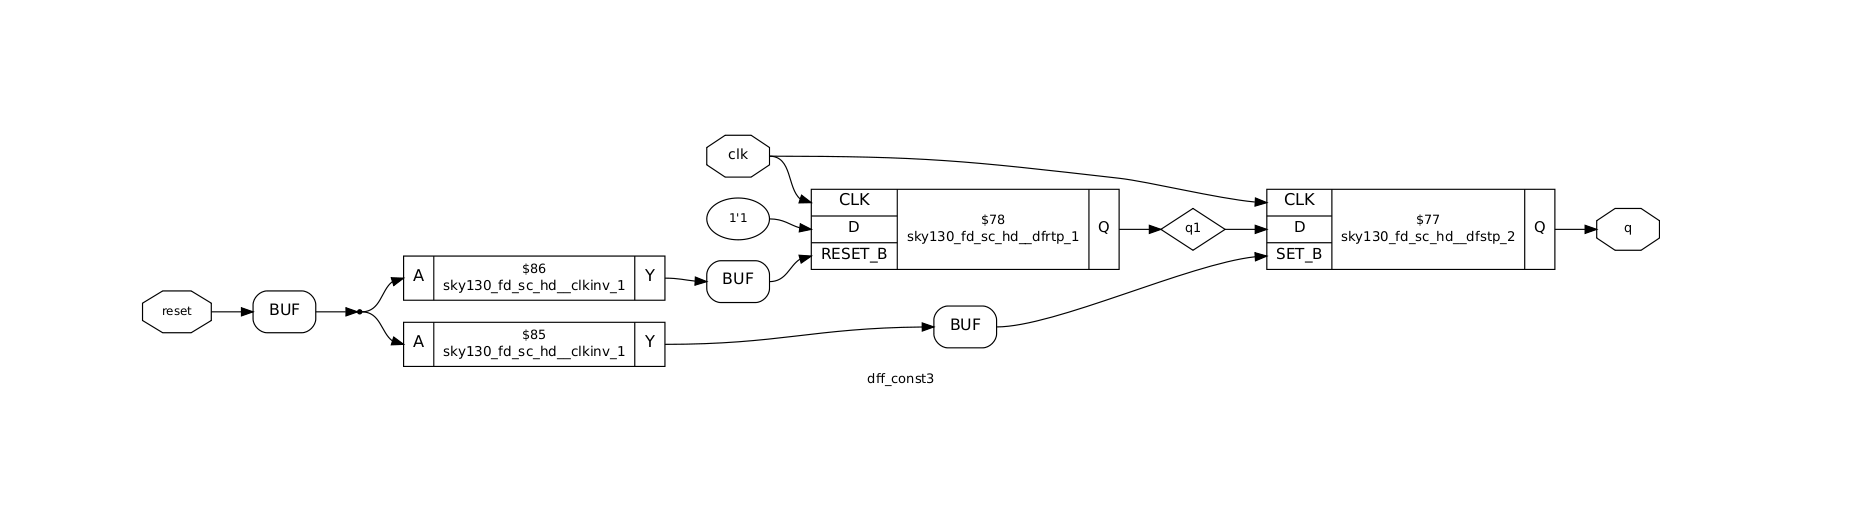 clk
CLK
CLK
1'1
D
$78
sky130_fd_sc_hd__dfrtp_1
Q
q1
D
$77
sky130_fd_sc_hd__dfstp_2
Q
q
RESET_B
SET_B
A
$86
sky130_fd_sc_hd__clkinv_1
Y
BUF
reset
BUF
A
$85
sky130_fd_sc_hd__clkinv_1
Y
BUF
dff_const3